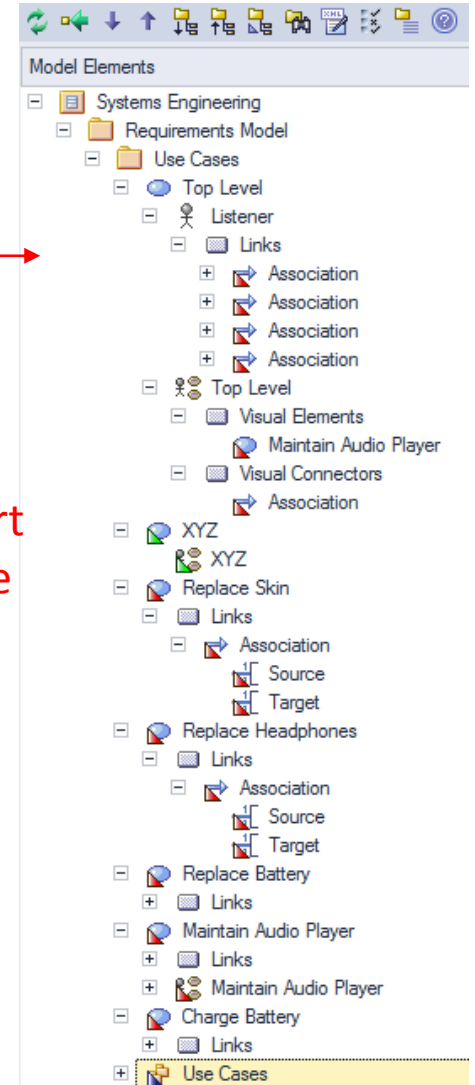 Model Elements
Systems Engineering
Requirements Model
Use Cases
Top Level
Listener
Links
Association
Association
Association
Association
Top Level
Visual Elements
Maintain Audio Player
Visual Connectors
Association
rt
XYZ
XYZ
e
Replace Skin
Links
Association
Source
Target
Replace Headphones
Links
Association
Source
Target
Replace Battery
Links
Maintain Audio Player
Links
Maintain Audio Player
Charge Battery
Links
Use Cases